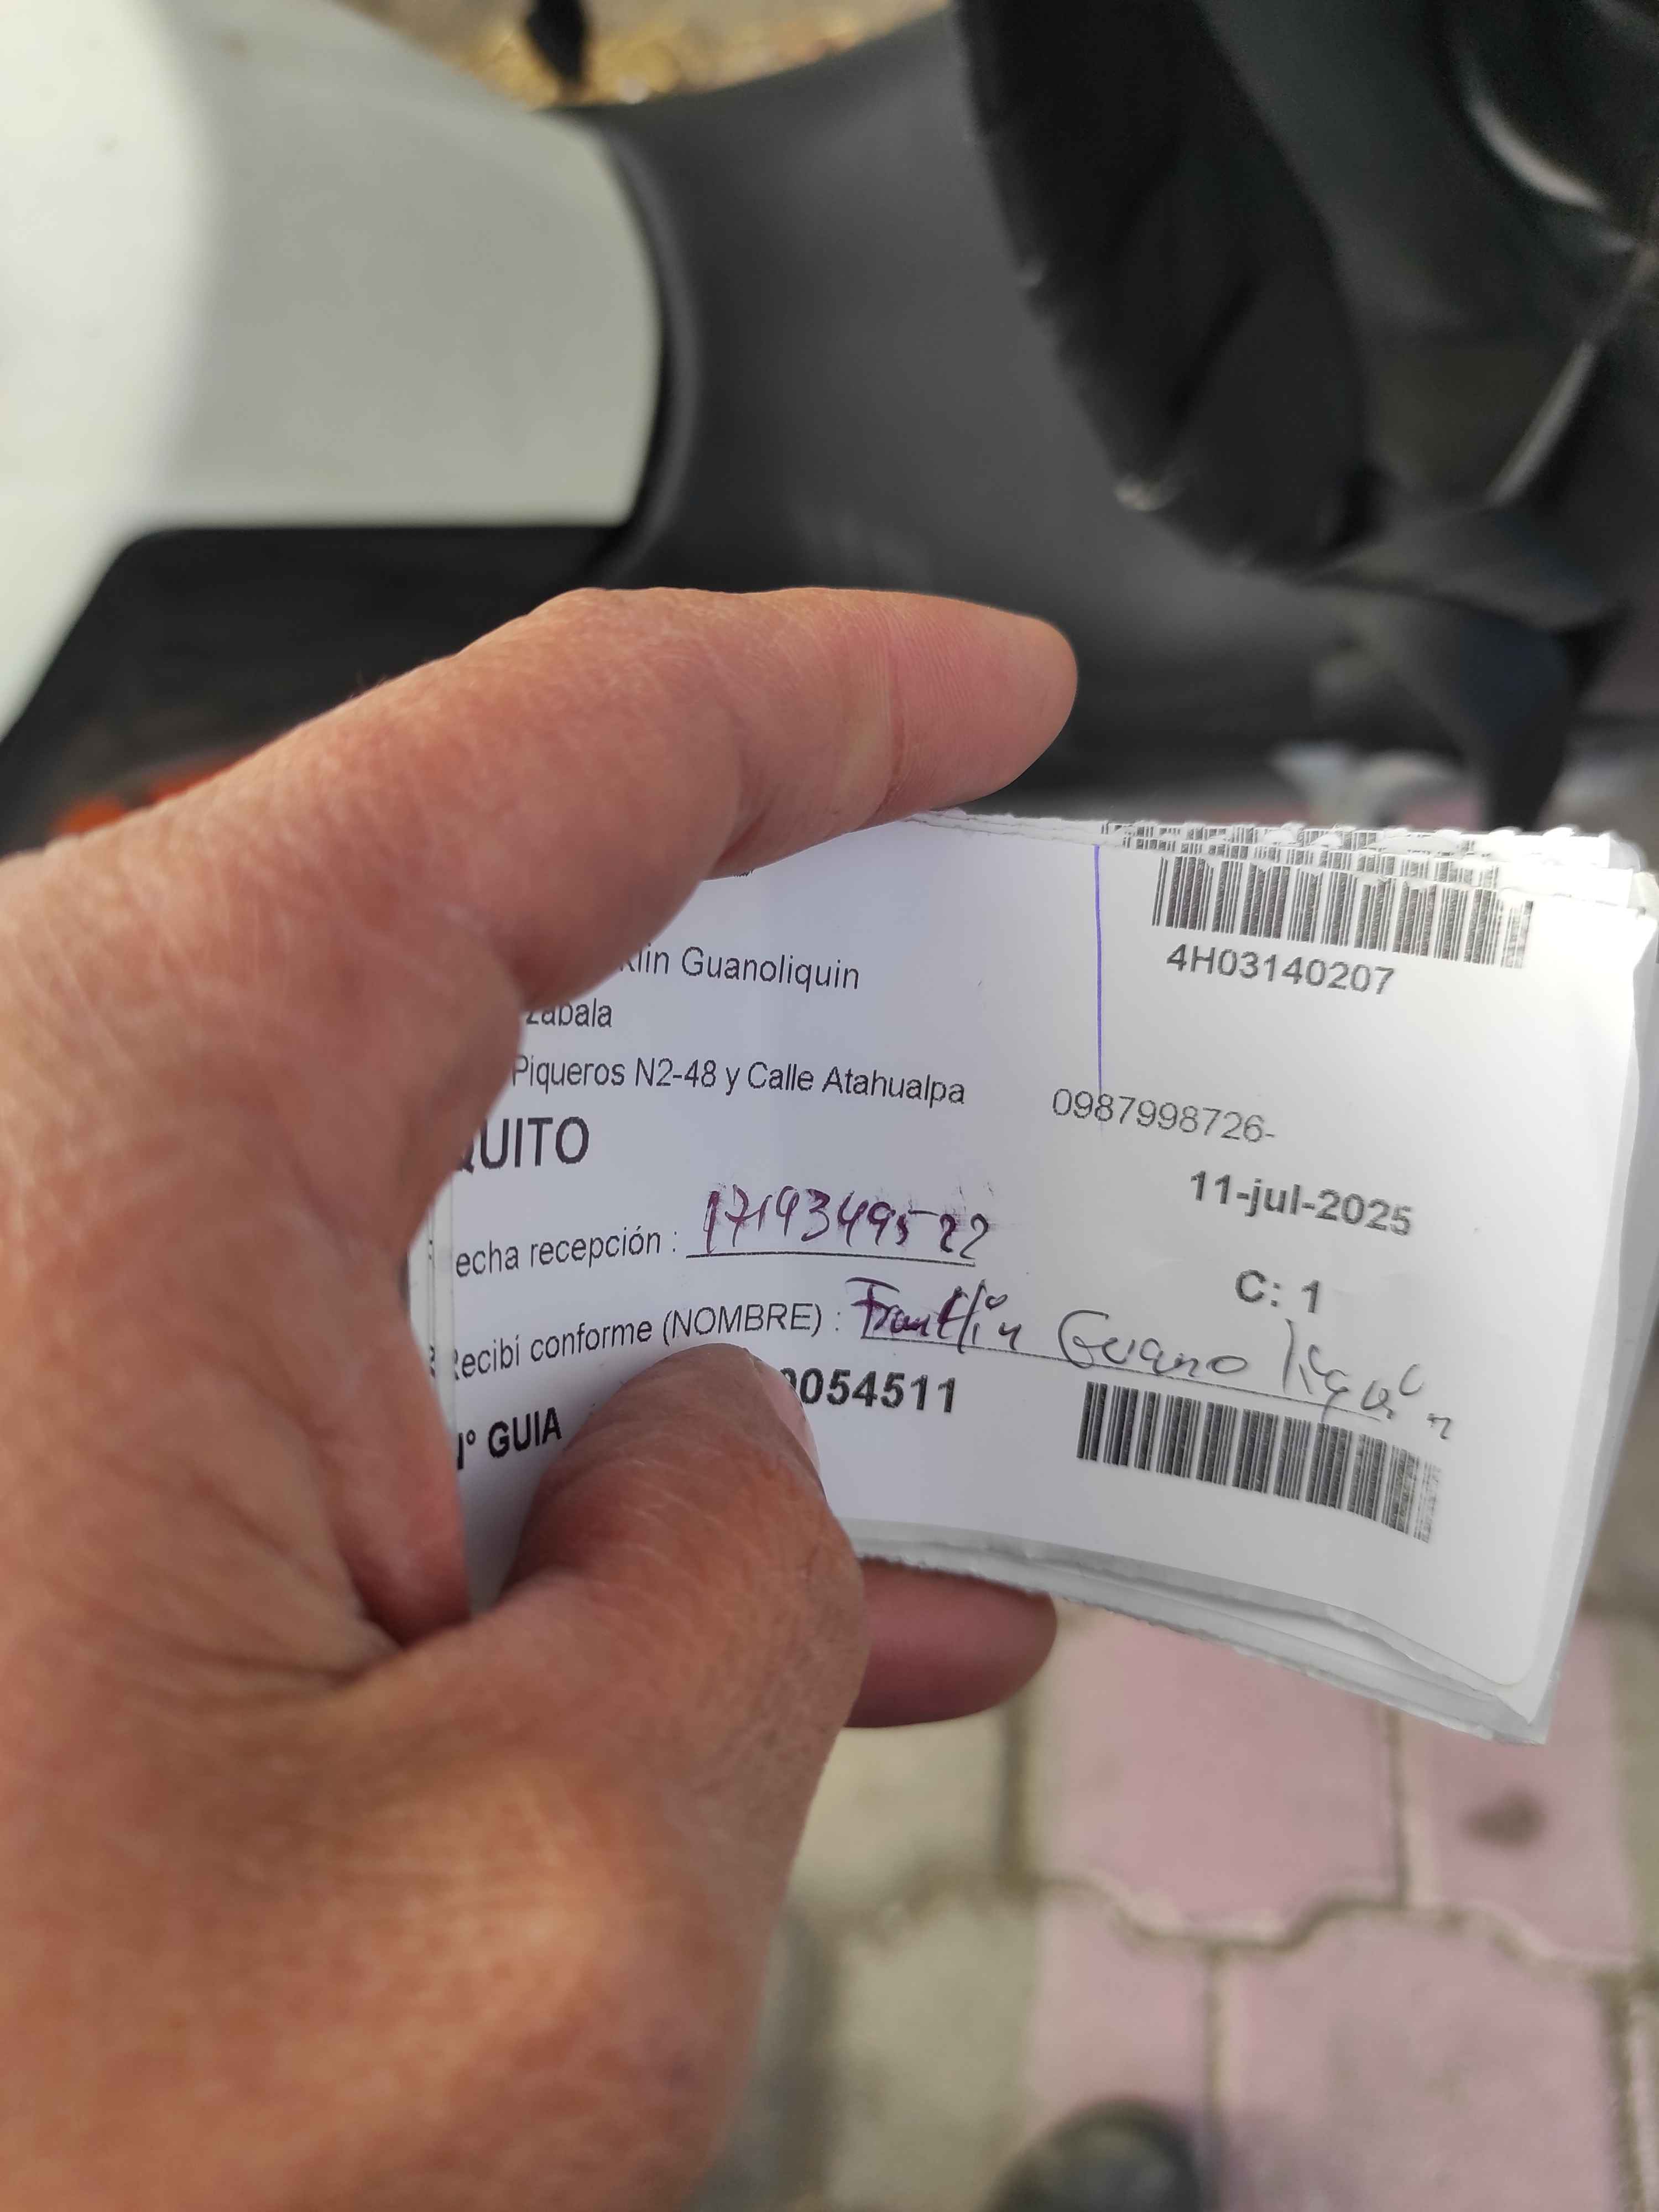 4H03140207
klin Guanoliquin
Zabala
Piqueros N2-48 y Calle Atahualpa
0987998726-
QUITO
11-jul-2025
echa recepción : 1719349522
C: 1
Recibí conforme (NOMBRE) : Franklin Guanoliquin
N° GUIA 0054511